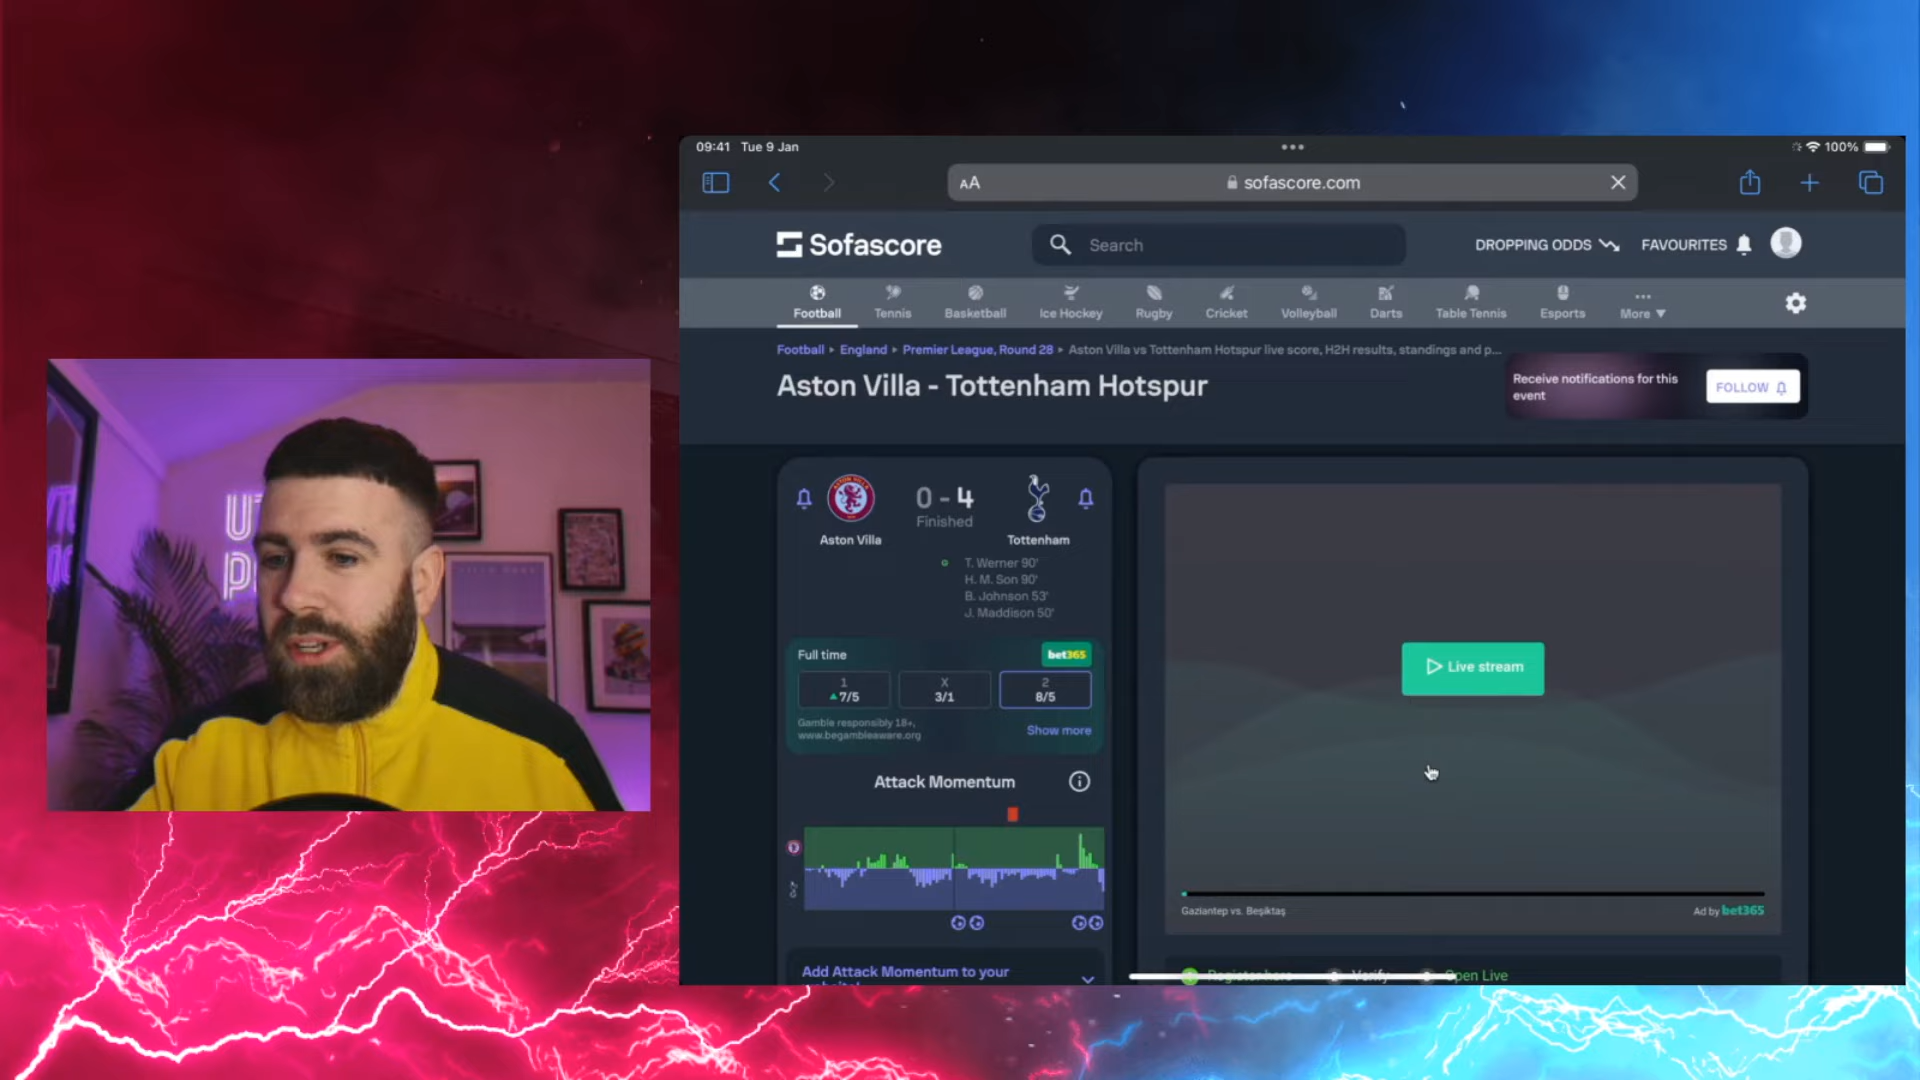 09:41 Tue 9 Jan
100%
AA
sofascore.com
Sofascore
Search
DROPPING ODDS
FAVOURITES
Football
Tennis
Basketball
Ice Hockey
Rugby
Cricket
Volleyball
Darts
Table Tennis
Esports
More
Football
England
Premier League, Round 28
Aston Villa vs Tottenham Hotspur live score, H2H results, standings and p...
Aston Villa - Tottenham Hotspur
Receive notifications for this
event
FOLLOW
0 - 4
Finished
Aston Villa
Tottenham
T. Werner 90'
H. M. Son 90'
B. Johnson 53'
J. Maddison 50'
Full time
bet365
1
X
2
7/5
3/1
8/5
Gamble responsibly 18+,
www.begambleaware.org
Show more
Attack Momentum
Add Attack Momentum to your
Live stream
Gaziantep vs. Beşiktaş
Ad by bet365
Register here
Verify
Open Live